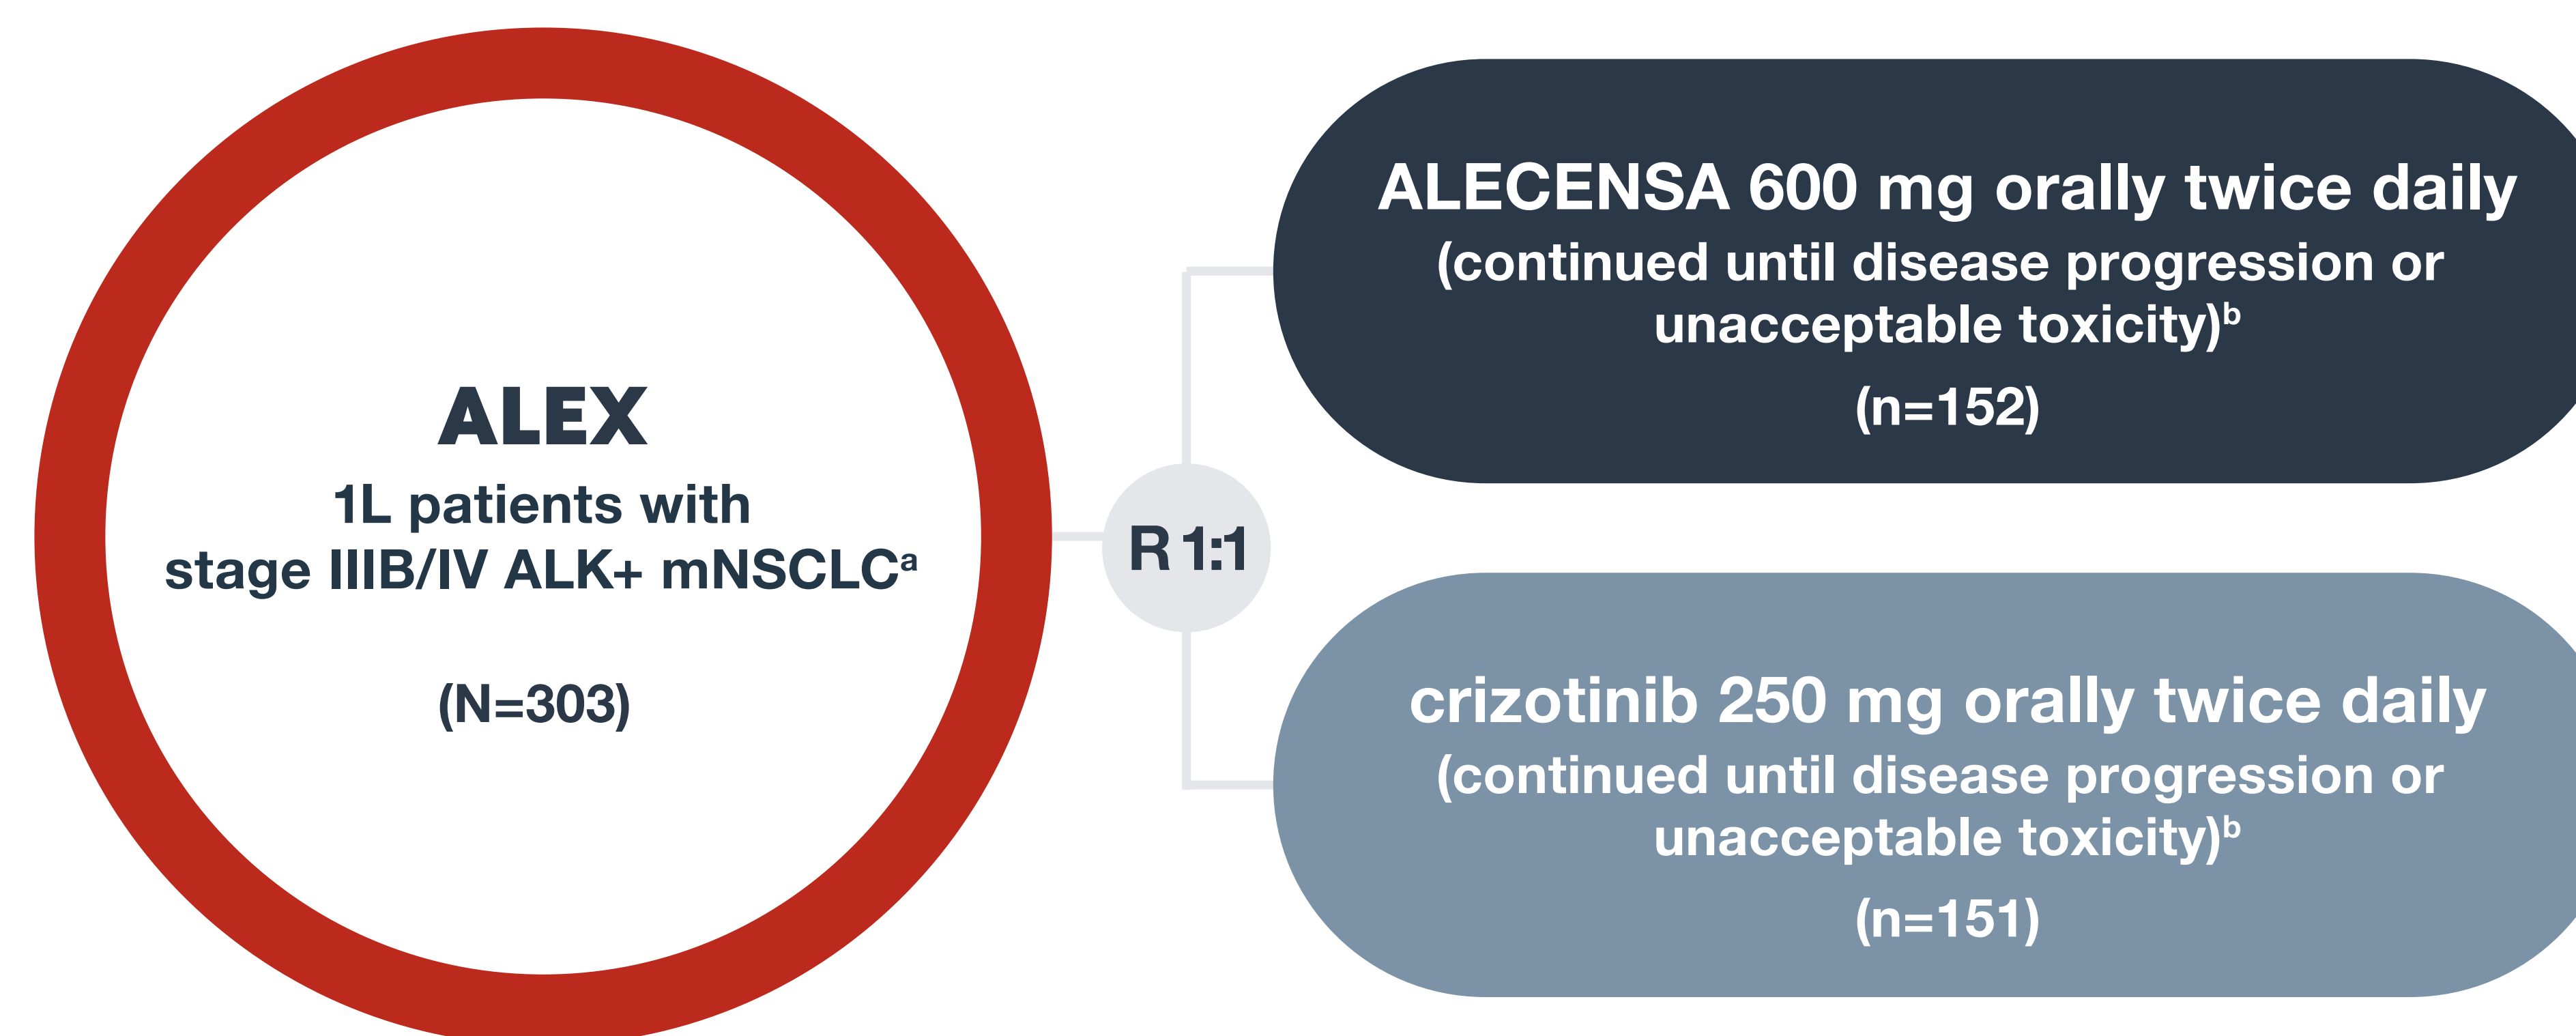 ALEX
1L patients with
stage IIIB/IV ALK+ mNSCLCᵃ
(N=303)
R 1:1
ALECENSA 600 mg orally twice daily
(continued until disease progression or
unacceptable toxicity)ᵇ
(n=152)
crizotinib 250 mg orally twice daily
(continued until disease progression or
unacceptable toxicity)ᵇ
(n=151)